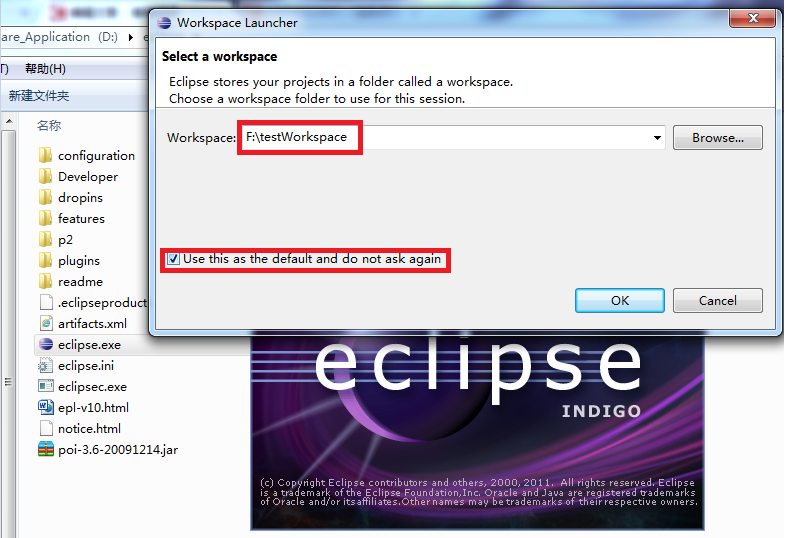 Workspace Launcher
are_Application (D:)
T) 帮助(H)
新建文件夹
名称
configuration
Developer
dropins
features
p2
plugins
readme
.eclipseproduct
artifacts.xml
eclipse.exe
eclipse.ini
eclipsec.exe
epl-v10.html
notice.html
poi-3.6-20091214.jar
Select a workspace
Eclipse stores your projects in a folder called a workspace.
Choose a workspace folder to use for this session.
Workspace: F:\testWorkspace Browse...
Use this as the default and do not ask again
OK Cancel
eclipse
INDIGO
(c) Copyright Eclipse contributors and others, 2000, 2011. All rights reserved. Eclipse
is a trademark of the Eclipse Foundation,Inc. Oracle and Java are registered trademarks
of Oracle and/or itsaffiliates.Other names may be trademarks of their respective owners.